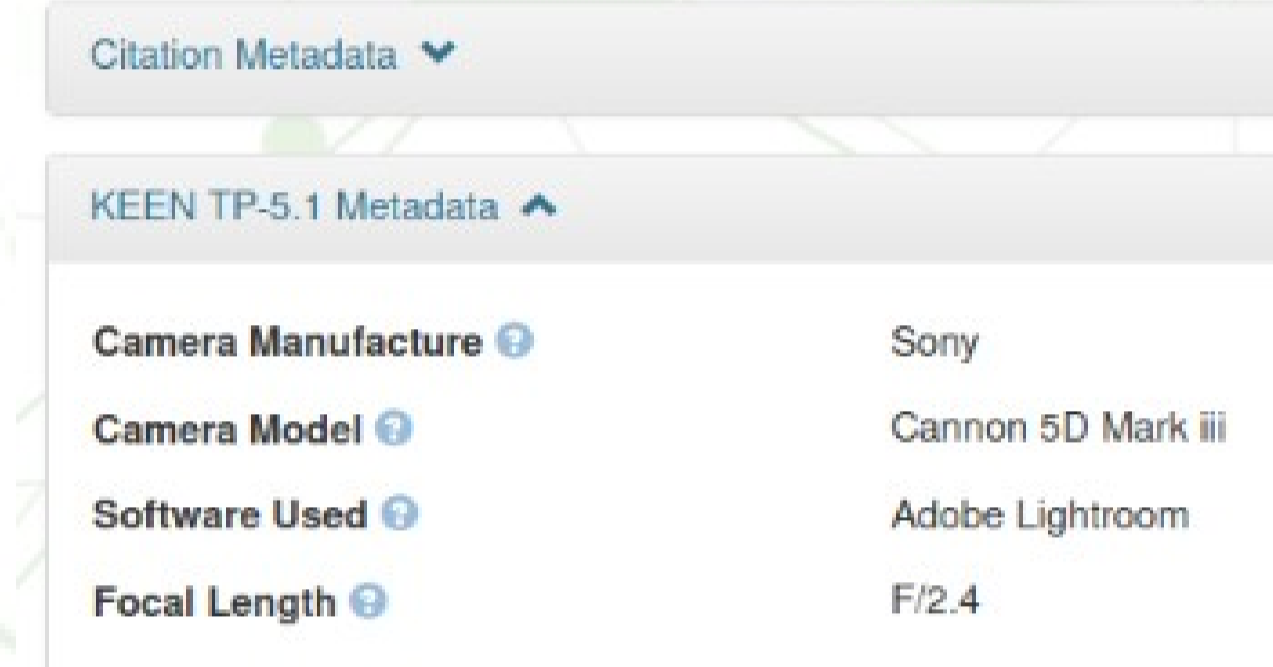 Citation Metadata
KEEN TP-5.1 Metadata
Camera Manufacture Sony
Camera Model Cannon 5D Mark iii
Software Used Adobe Lightroom
Focal Length F/2.4